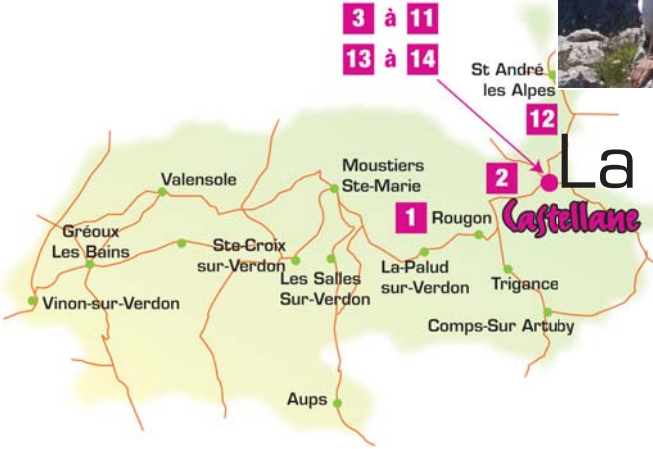 3 à 11
13 à 14
St André
les Alpes
12
La
Castellane
2
Moustiers
Ste-Marie
Valensole
1
Rougon
Gréoux
Les Bains
Ste-Croix
sur-Verdon
Les Salles
Sur-Verdon
La-Palud
sur-Verdon
Trigance
Vinon-sur-Verdon
Comps-Sur Artuby
Aups